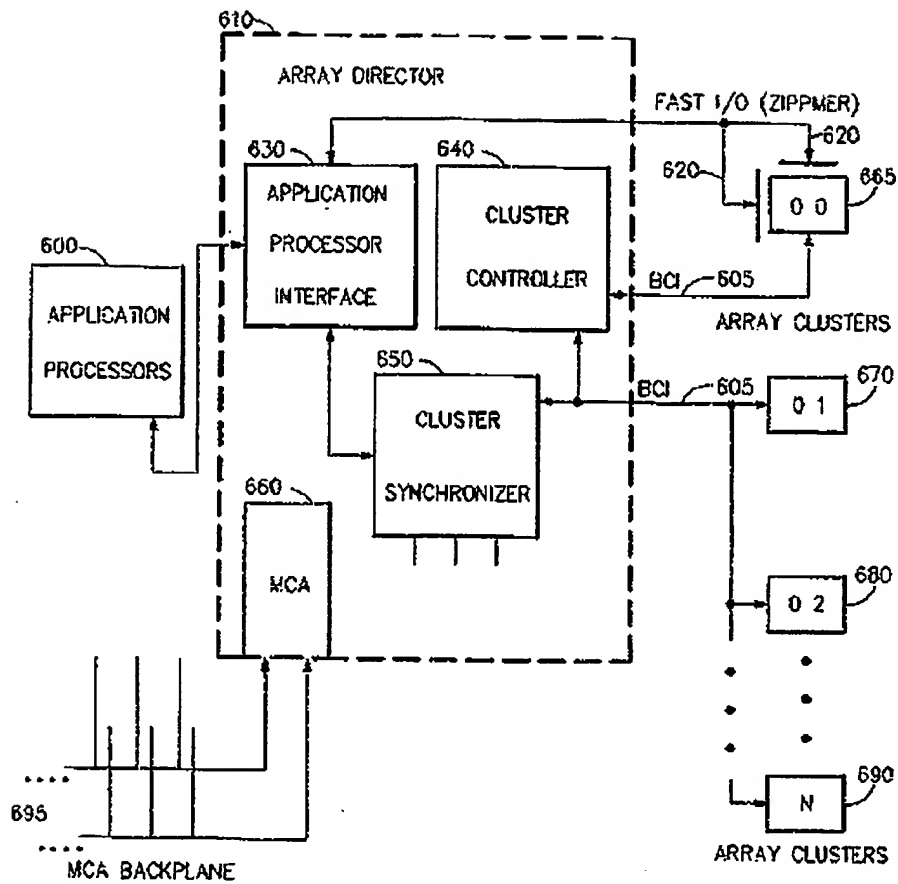 610
ARRAY DIRECTOR
FAST I/O (ZIPPMER)
620
620
630
APPLICATION
PROCESSOR
INTERFACE
640
CLUSTER
CONTROLLER
665
0 0
600
APPLICATION
PROCESSORS
BCI
605
ARRAY CLUSTERS
650
CLUSTER
SYNCHRONIZER
BCI
605
670
0 1
660
MCA
680
0 2
690
N
695
MCA BACKPLANE
ARRAY CLUSTERS